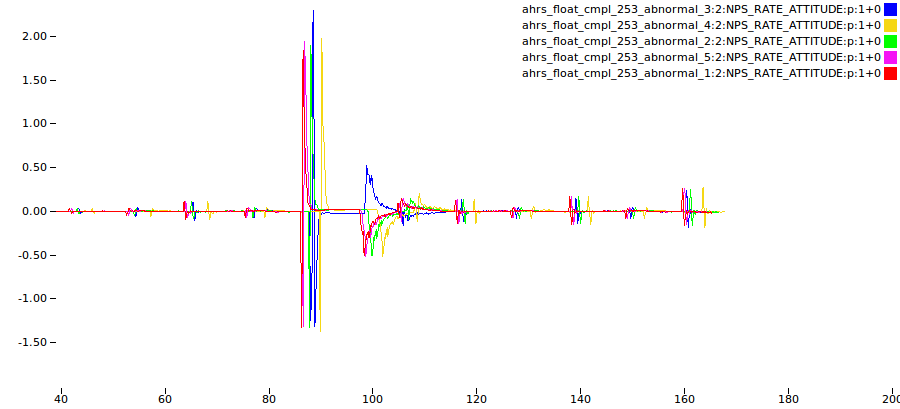 ahrs_float_cmpl_253_abnormal_3:2:NPS_RATE_ATTITUDE:p:1+0
ahrs_float_cmpl_253_abnormal_4:2:NPS_RATE_ATTITUDE:p:1+0
ahrs_float_cmpl_253_abnormal_2:2:NPS_RATE_ATTITUDE:p:1+0
ahrs_float_cmpl_253_abnormal_5:2:NPS_RATE_ATTITUDE:p:1+0
ahrs_float_cmpl_253_abnormal_1:2:NPS_RATE_ATTITUDE:p:1+0
2.00
1.50
1.00
0.50
0.00
-0.50
-1.00
-1.50
40 60 80 100 120 140 160 180 200